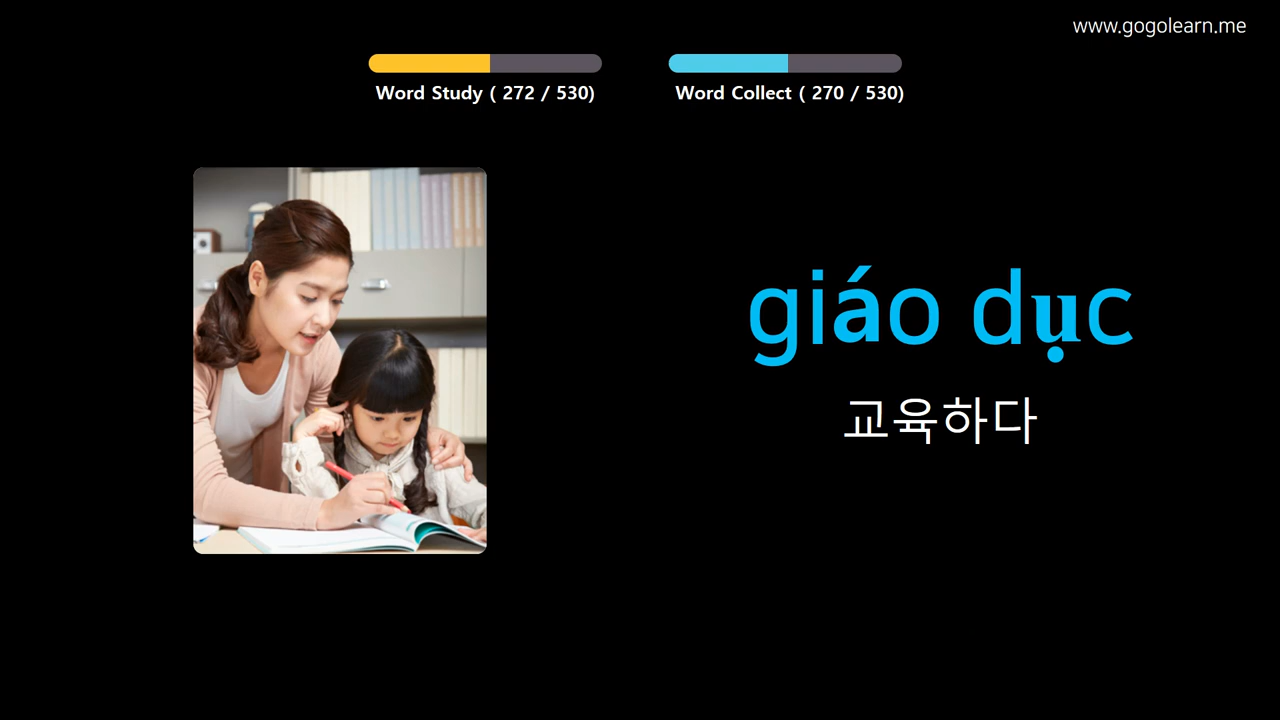 www.gogolearn.me
Word Study ( 272 / 530)
Word Collect ( 270 / 530)
giáo dục
교육하다